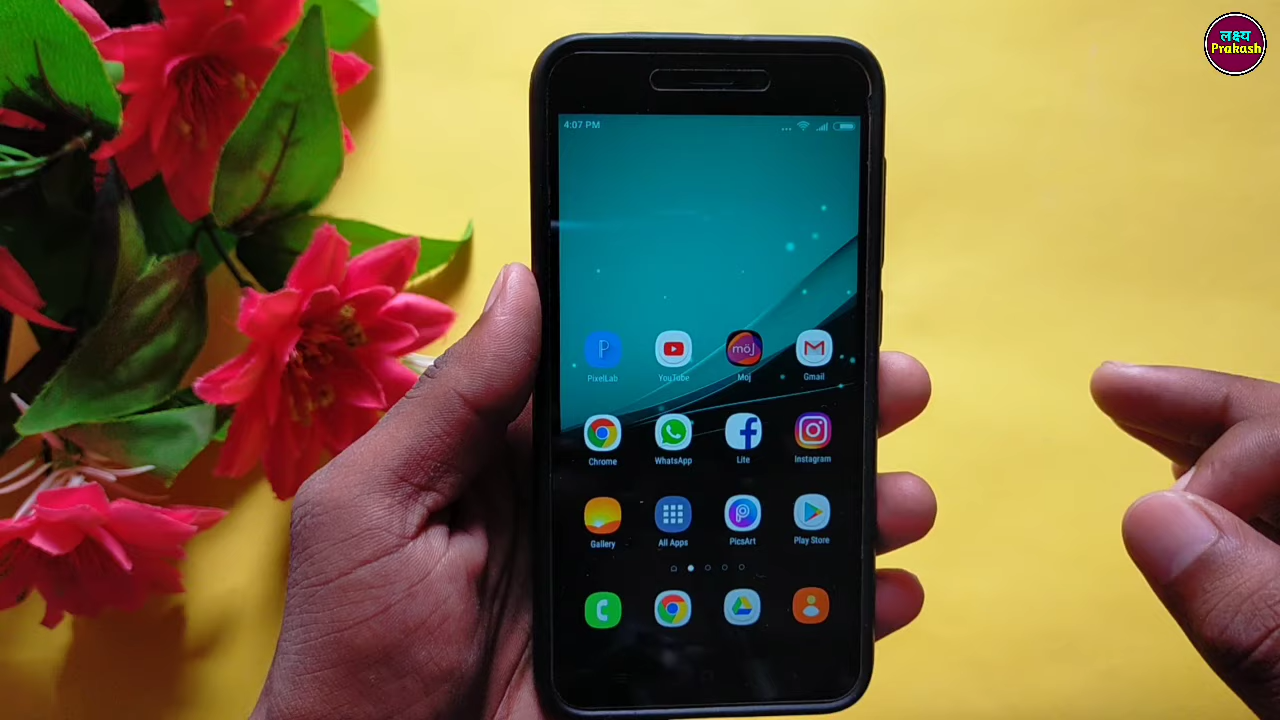 लक्ष्य
Prakash
4:07 PM
PixelLab
YouTube
Moj
Gmail
moj
Chrome
WhatsApp
Lite
Instagram
Gallery
All Apps
PicsArt
Play Store